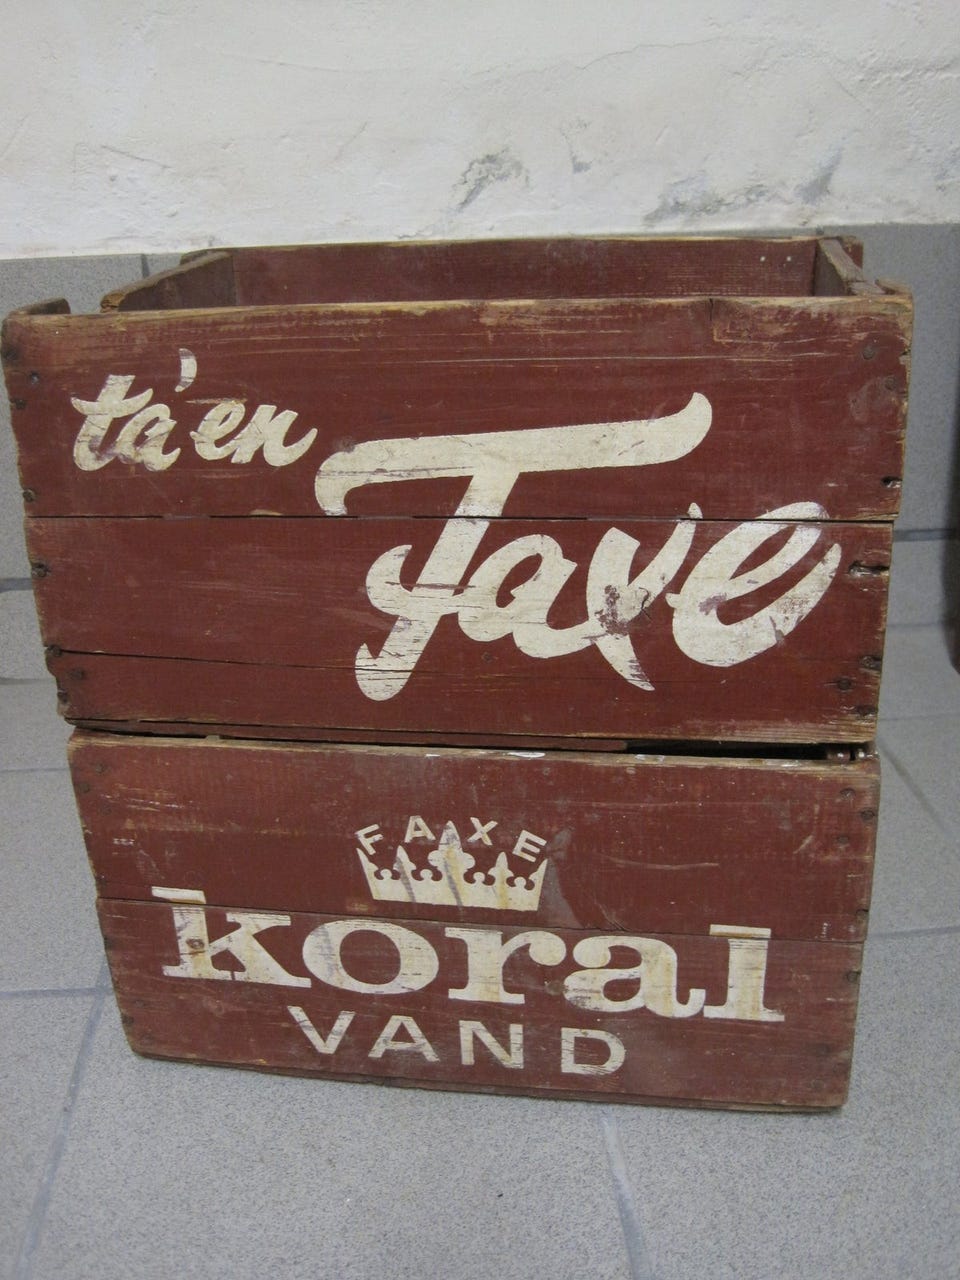 ta' en
Faxe
FAXE
koral
VAND